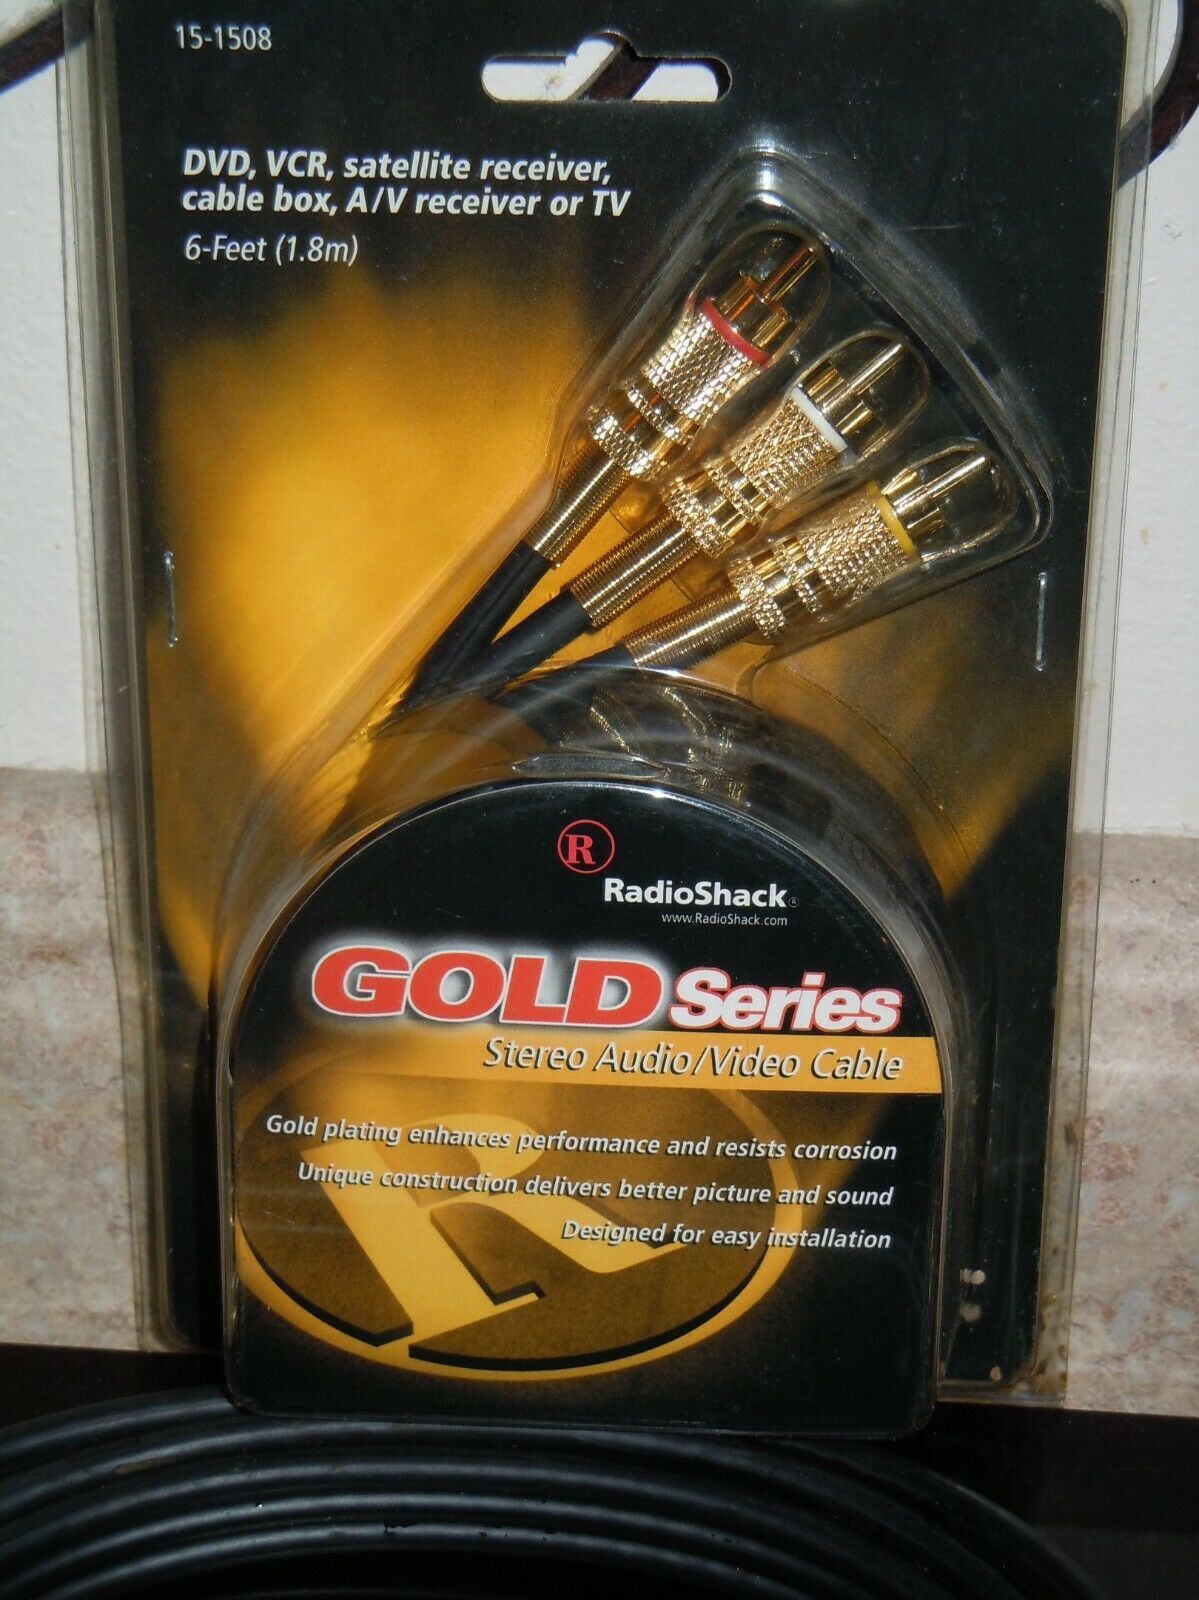 15-1508
DVD, VCR, satellite receiver,
cable box, A/V receiver or TV
6-Feet (1.8m)
R
RadioShack®
www.RadioShack.com
GOLD Series
Stereo Audio/Video Cable
Gold plating enhances performance and resists corrosion
Unique construction delivers better picture and sound
Designed for easy installation
R